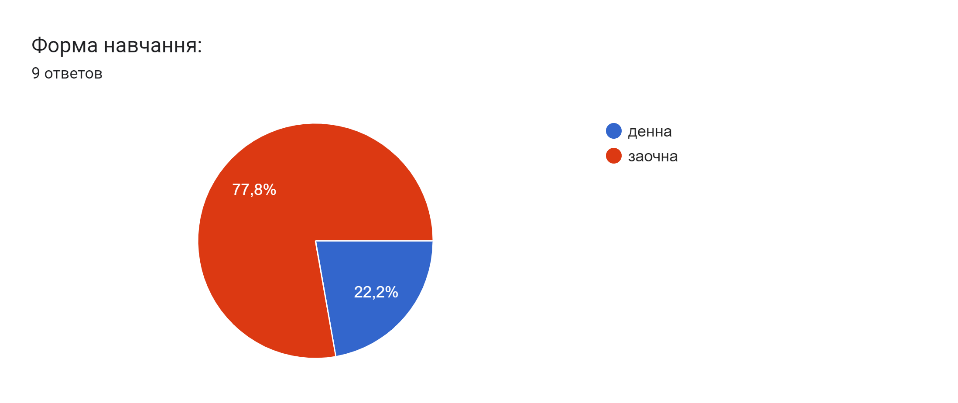 Форма навчання:
9 ответов
денна
заочна
77,8%
22,2%